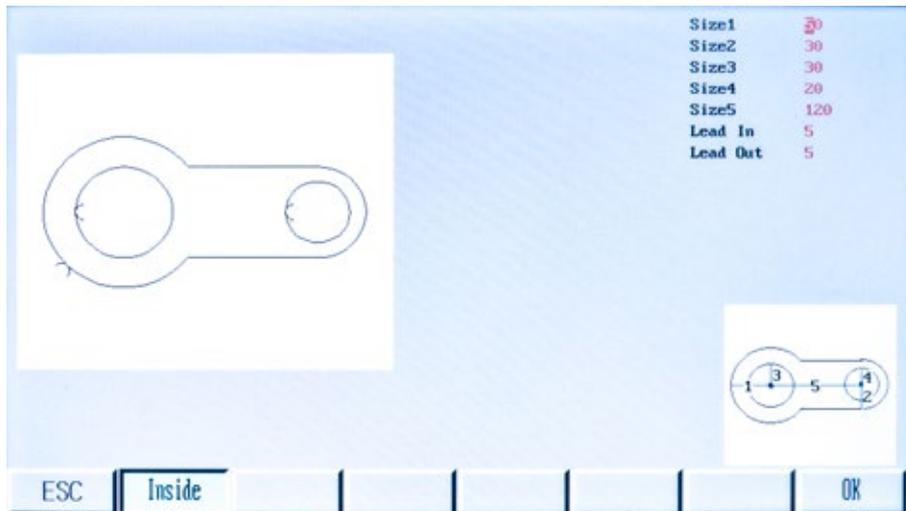 Size1
Size2 30
Size3 30
Size4 20
Size5 120
Lead In 5
Lead Out 5
1 3 5 4 2
ESC Inside OK